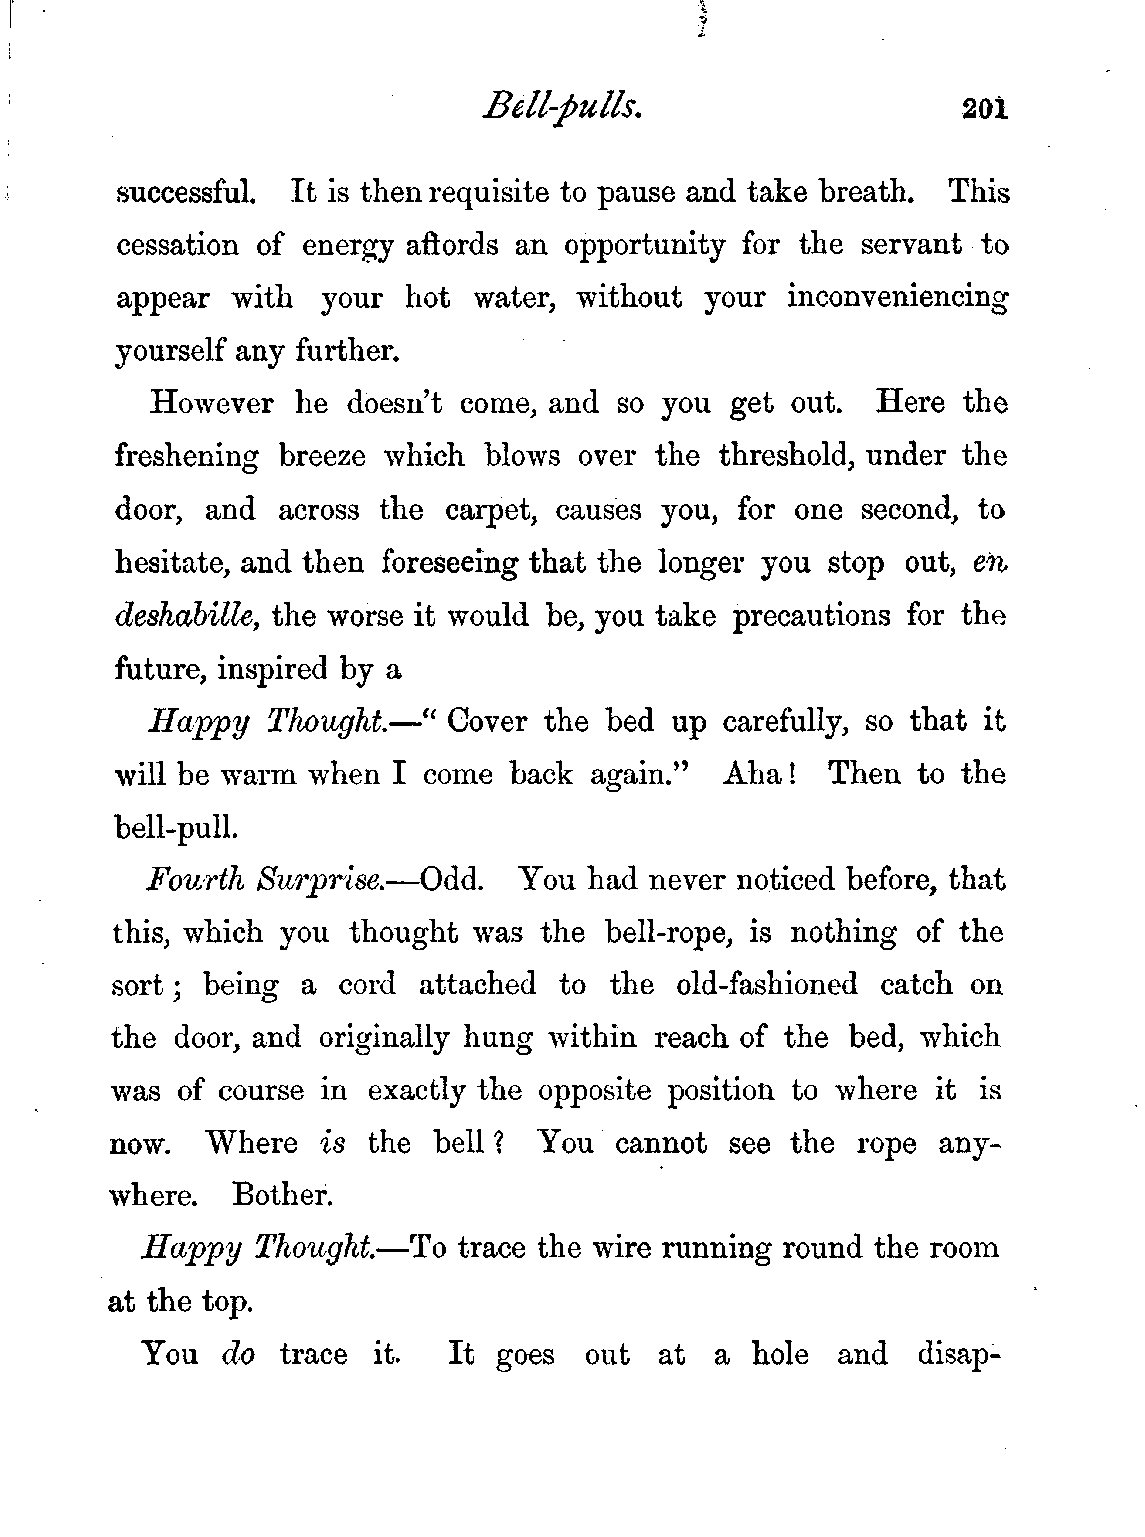 Bell-pulls. 201
successful. It is then requisite to pause and take breath. This
cessation of energy affords an opportunity for the servant to
appear with your hot water, without your inconveniencing
yourself any further.
However he doesn't come, and so you get out. Here the
freshening breeze which blows over the threshold, under the
door, and across the carpet, causes you, for one second, to
hesitate, and then foreseeing that the longer you stop out, en
deshabille, the worse it would be, you take precautions for the
future, inspired by a
Happy Thought.—“ Cover the bed up carefully, so that it
will be warm when I come back again.” Aha! Then to the
bell-pull.
Fourth Surprise.—Odd. You had never noticed before, that
this, which you thought was the bell-rope, is nothing of the
sort; being a cord attached to the old-fashioned catch on
the door, and originally hung within reach of the bed, which
was of course in exactly the opposite position to where it is
now. Where is the bell? You cannot see the rope any-
where. Bother.
Happy Thought.—To trace the wire running round the room
at the top.
You do trace it. It goes out at a hole and disap-